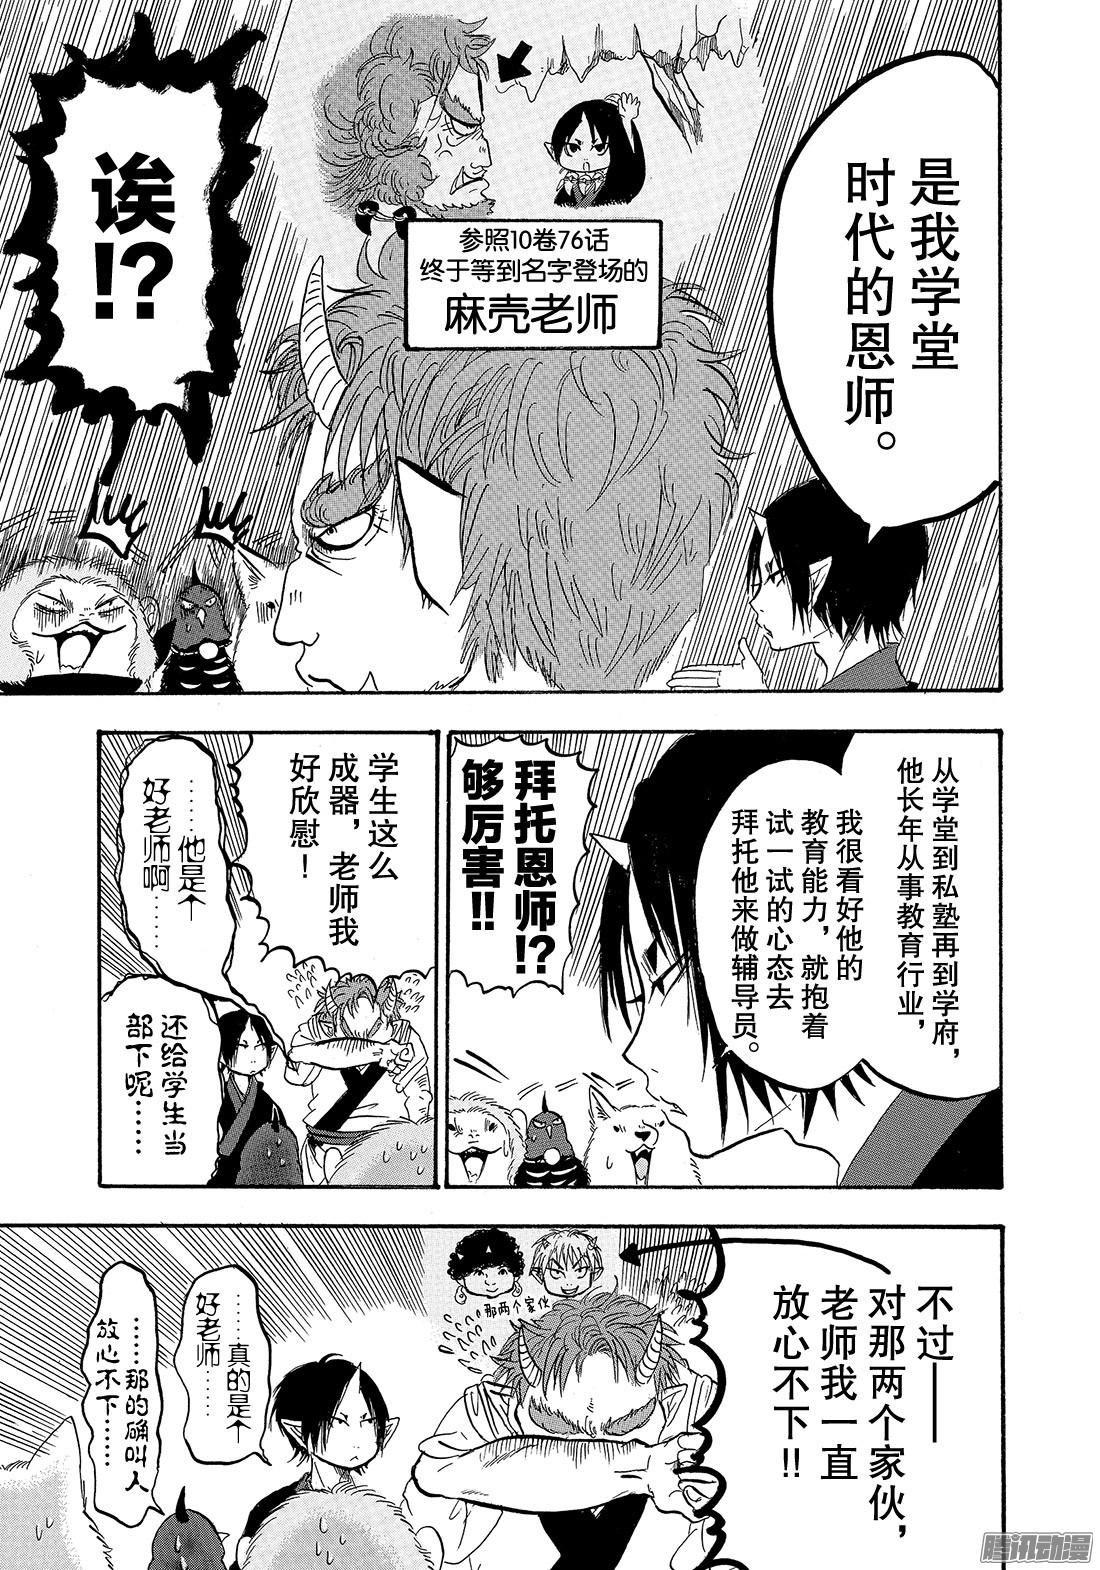 是我学堂
时代的恩师。
参照10卷76话
终于等到名字登场的
麻壳老师
诶!?
从学堂到私塾再到学府，
他长年从事教育行业，
我很看好他的
教育能力，就抱着
试一试的心态去
拜托他来做辅导员。
拜托恩师!?
够厉害!!
学生这么
成器，老师我
好欣慰！
……他是个
好老师啊……
还给学生当
部下呢……
不过——
对那两个家伙，
老师我一直
放心不下!!
那两个家伙
……真的是个
好老师……
……那的确叫人
放心不下……
腾讯动漫